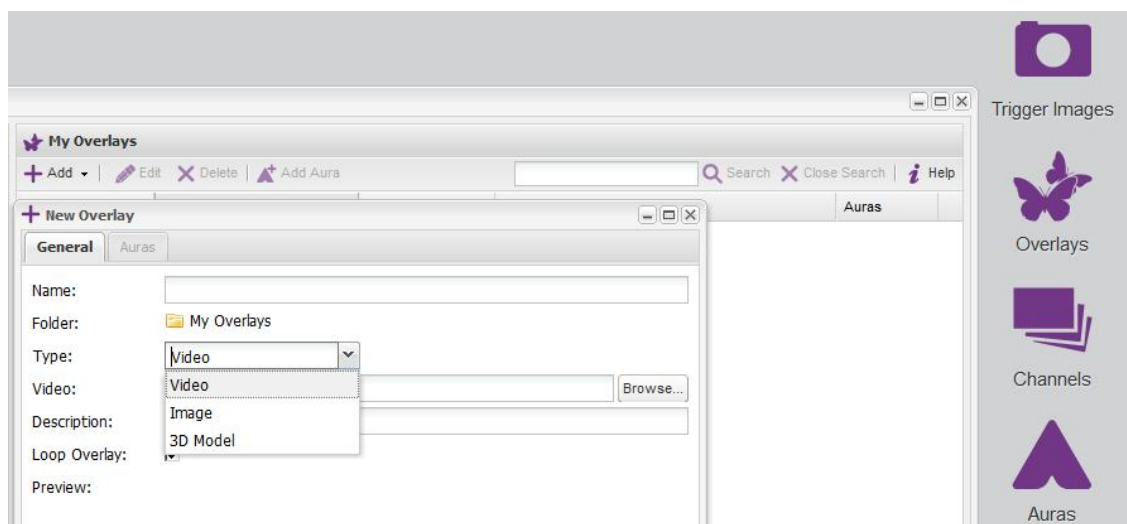 Trigger Images
My Overlays
Add Edit Delete Add Aura Search Close Search Help
Auras
New Overlay
General Auras
Overlays
Name:
Folder: My Overlays
Type: Video
Video: Video Browse...
Image
Description:
3D Model
Loop Overlay:
Preview:
Channels
Auras